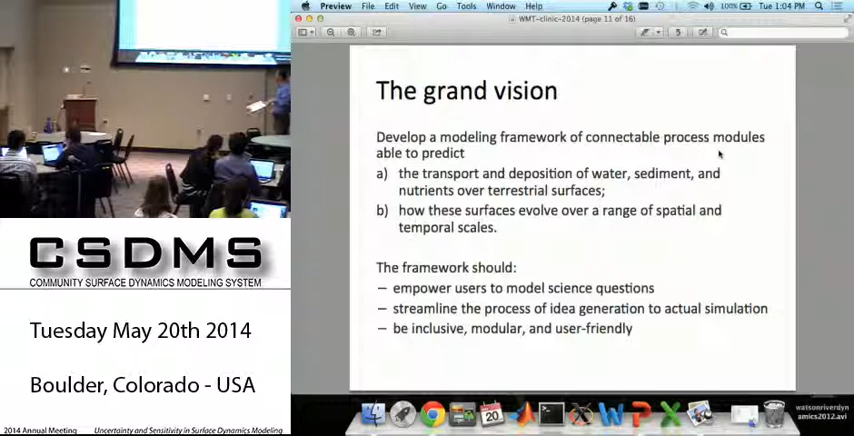 Preview File Edit View Go Tools Window Help
100% Tue 1:04 PM
WMT-clinic-2014 (page 11 of 16)
The grand vision
Develop a modeling framework of connectable process modules
able to predict
a) the transport and deposition of water, sediment, and
nutrients over terrestrial surfaces;
b) how these surfaces evolve over a range of spatial and
temporal scales.
The framework should:
– empower users to model science questions
– streamline the process of idea generation to actual simulation
– be inclusive, modular, and user-friendly
CSDMS
COMMUNITY SURFACE DYNAMICS MODELING SYSTEM
Tuesday May 20th 2014
Boulder, Colorado - USA
2014 Annual Meeting Uncertainty and Sensitivity in Surface Dynamics Modeling
20
watsonriverdyn
amics2012.avi